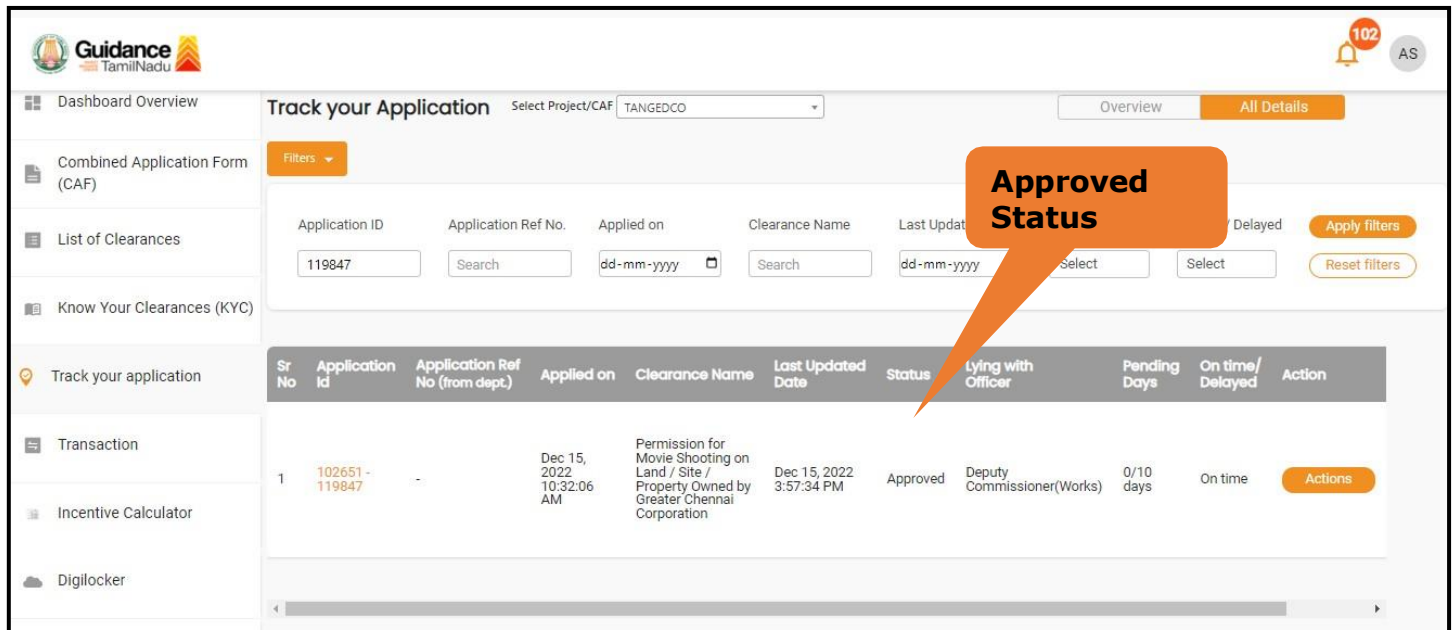 Guidance
TamilNadu
102
AS
Dashboard Overview
Combined Application Form
(CAF)
List of Clearances
Know Your Clearances (KYC)
Track your application
Transaction
Incentive Calculator
Digilocker
Track your Application Select Project/CAF TANGEDCO Overview All Details
Filters
Approved
Status
Application ID Application Ref No. Applied on Clearance Name Last Updat / Delayed Apply filters
119847 Search dd-mm-yyyy Search dd-mm-yyyy Select Select Reset filters
Sr No
Application Id
Application Ref No (from dept.)
Applied on
Clearance Name
Last Updated Date
Status
Lying with Officer
Pending Days
On time/ Delayed
Action
1
102651 -
119847
-
Dec 15,
2022
10:32:06
AM
Permission for
Movie Shooting on
Land / Site /
Property Owned by
Greater Chennai
Corporation
Dec 15, 2022
3:57:34 PM
Approved
Deputy
Commissioner(Works)
0/10
days
On time
Actions